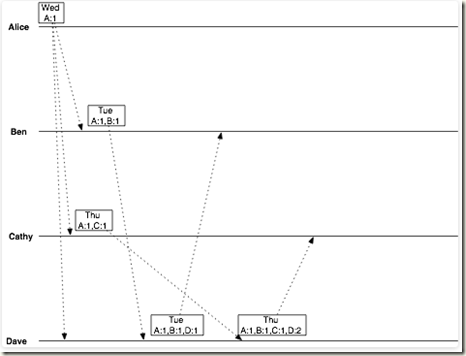 Wed
A:1
Alice
Tue
A:1,B:1
Ben
Thu
A:1,C:1
Cathy
Tue
A:1,B:1,D:1
Thu
A:1,B:1,C:1,D:2
Dave